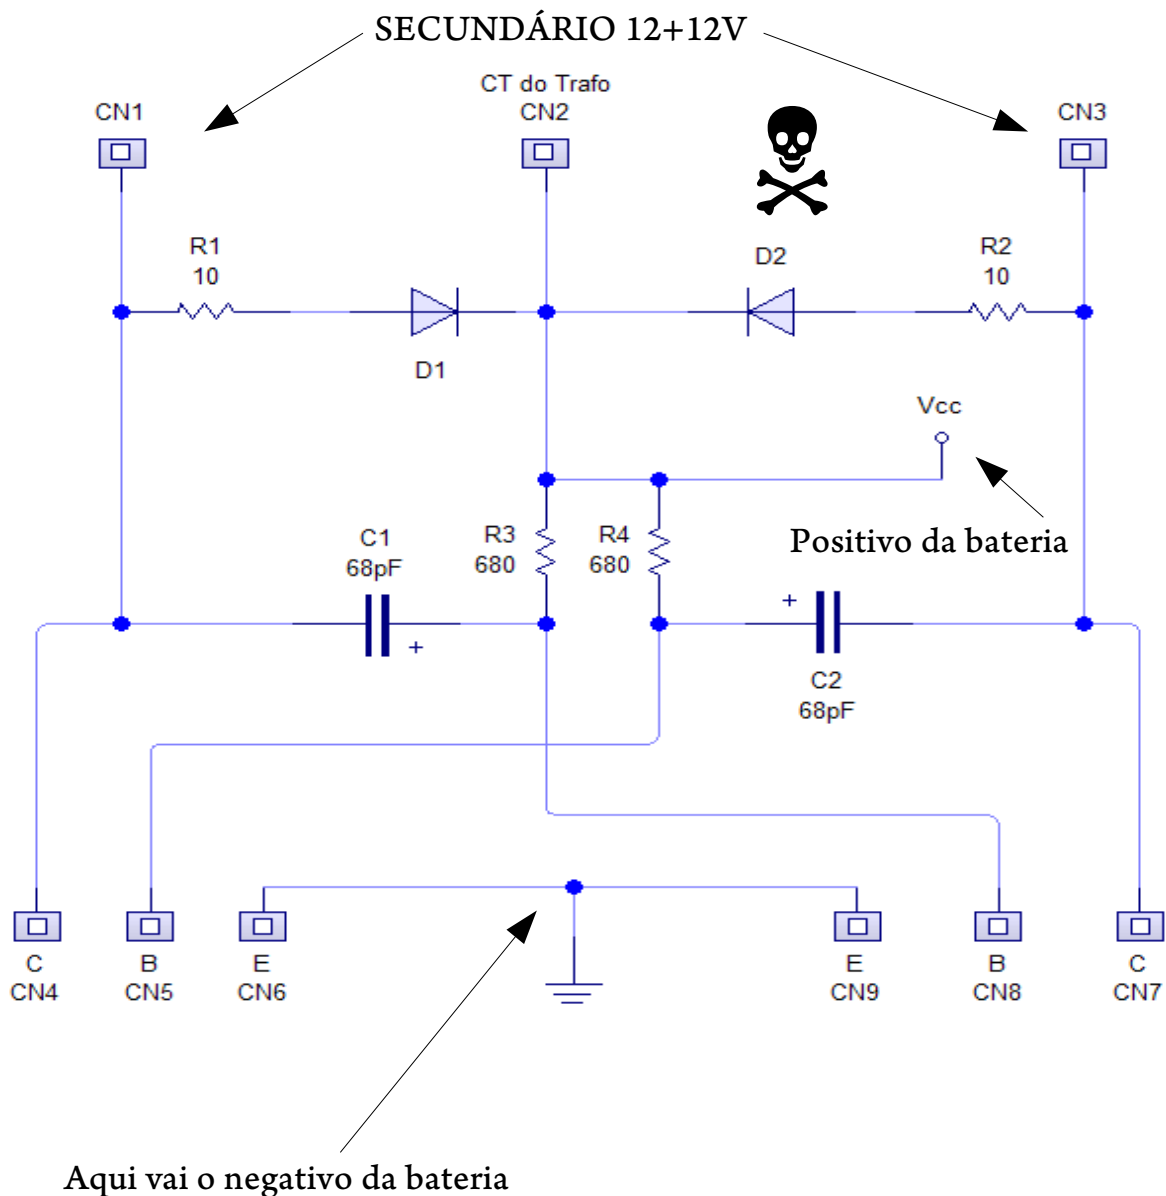 SECUNDÁRIO 12+12V
CT do Trafo
CN1
CN2
CN3
R1
10
D2
R2
10
D1
Vcc
Positivo da bateria
C1
68pF
R3
680
R4
680
+
+
C2
68pF
C
CN4
B
CN5
E
CN6
E
CN9
B
CN8
C
CN7
Aqui vai o negativo da bateria